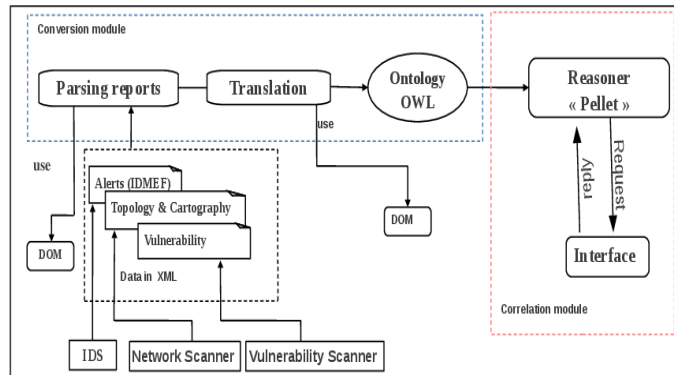 Conversion module
Parsing reports
Translation
Ontology
OWL
Reasoner
« Pellet »
use
use
Alerts (IDMEF)
Topology & Cartography
Vulnerability
Data in XML
DOM
DOM
reply
Request
Interface
Correlation module
IDS
Network Scanner
Vulnerability Scanner